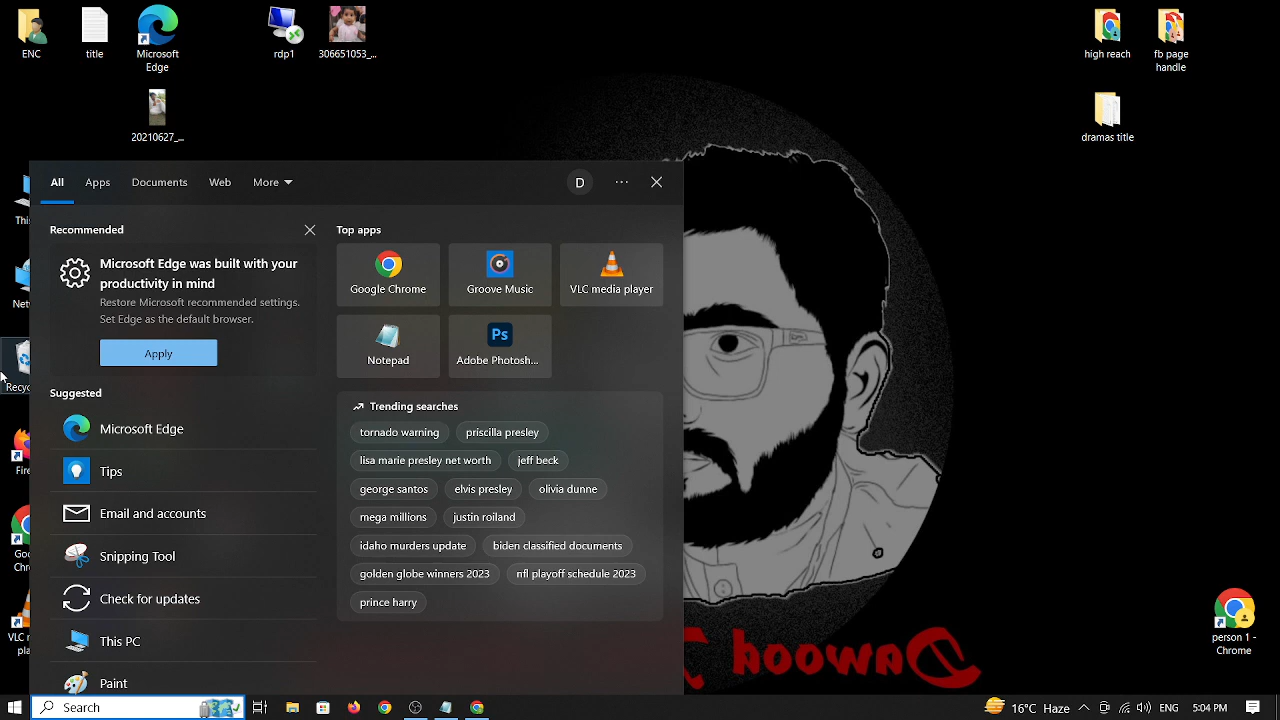 ENC
title
Microsoft
Edge
rdp1
306651053_...
high reach
fb page
handle
20210627_...
dramas title
All
Apps
Documents
Web
More
D
Recommended
Microsoft Edge was built with your
productivity in mind
Restore Microsoft recommended settings.
Set Edge as the default browser.
Apply
Suggested
Microsoft Edge
Tips
Email and accounts
Snipping Tool
Check for updates
This PC
Paint
Top apps
Google Chrome
Groove Music
VLC media player
Notepad
Ps
Adobe Photosh...
Trending searches
tornado warning
priscilla presley
lisa marie presley net worth
jeff beck
george santos
elvis presley
olivia dunne
mega millions
justin roiland
idaho murders update
biden classified documents
golden globe winners 2023
nfl playoff schedule 2023
prince harry
person 1 -
Chrome
Search
16°C Haze
ENG
5:04 PM